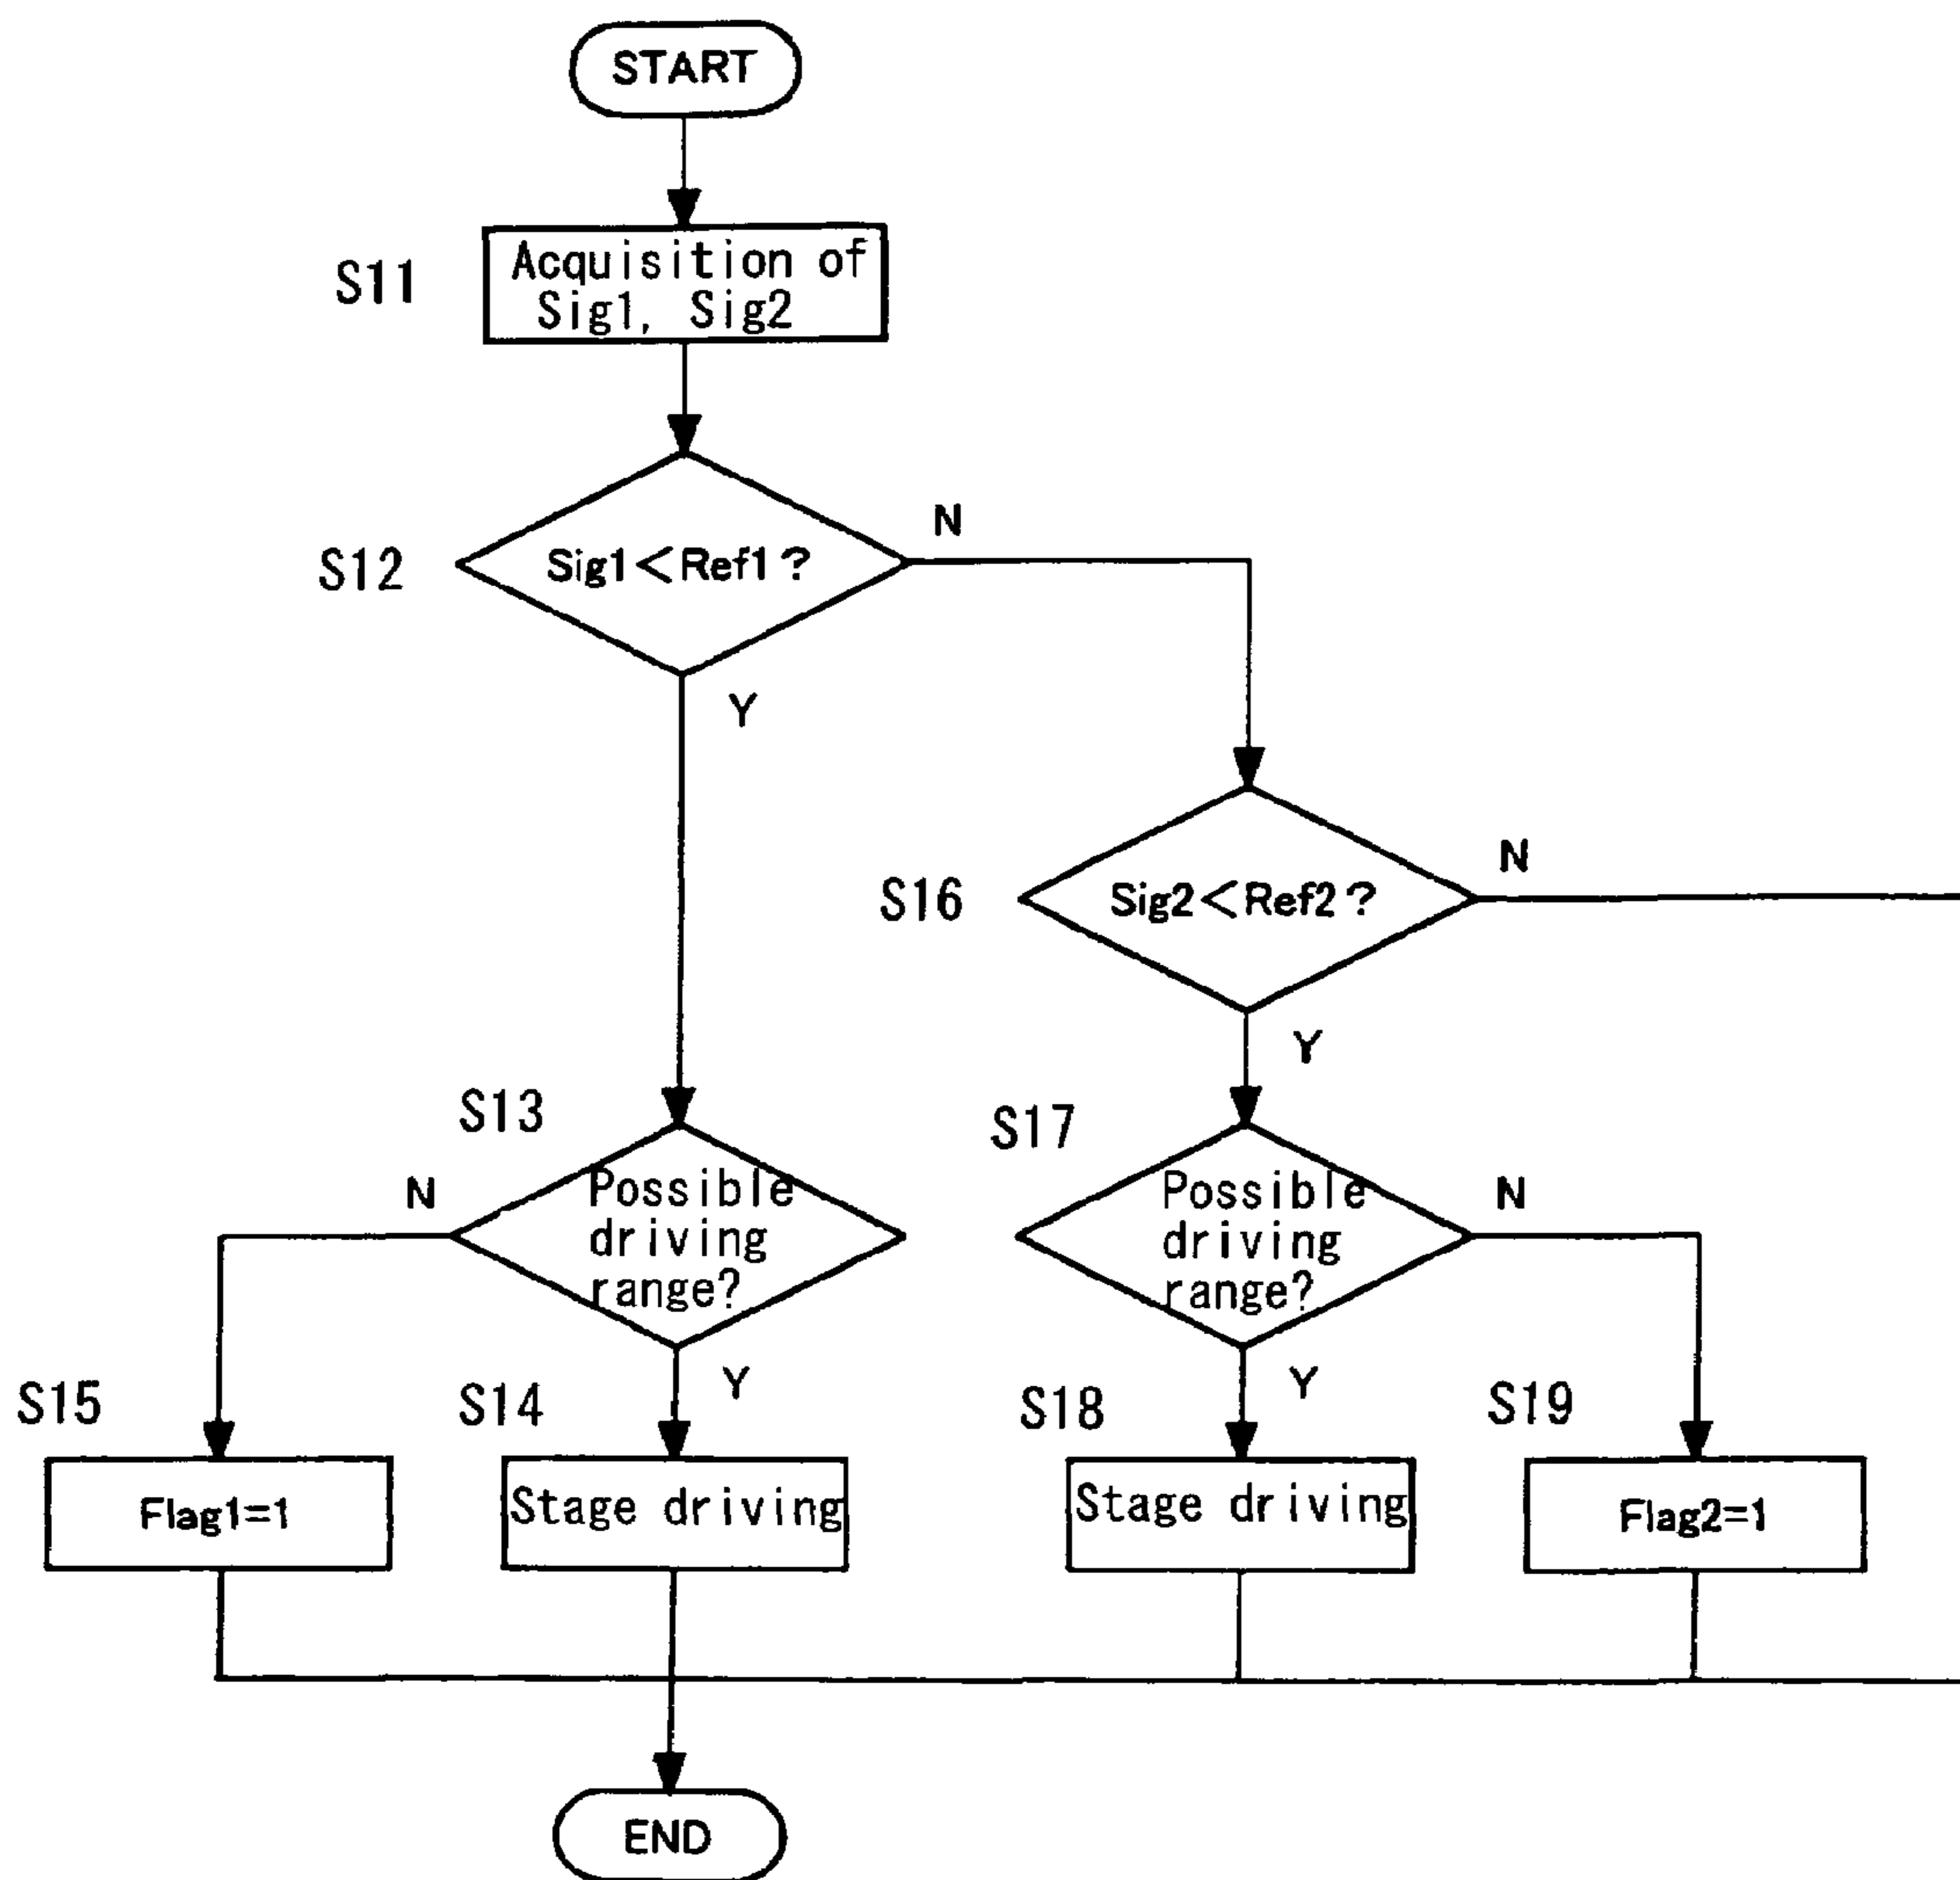 START
S11
Acquisition of
Sig1, Sig2
S12
Sig1<Ref1?
N
Y
S16
Sig2<Ref2?
N
Y
S13
Possible
driving
range?
N
Y
S17
Possible
driving
range?
N
Y
S15
Flag1=1
S14
Stage driving
S18
Stage driving
S19
Flag2=1
END